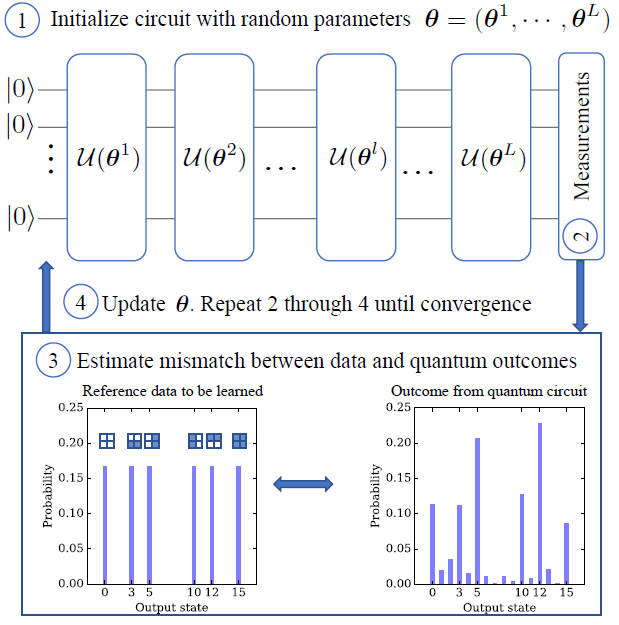 1 Initialize circuit with random parameters θ = (θ¹, ⋯ , θᴸ)
|0⟩
|0⟩
⋮
|0⟩
𝒰(θ¹)
𝒰(θ²)
...
𝒰(θˡ)
...
𝒰(θᴸ)
Measurements
2
4 Update θ. Repeat 2 through 4 until convergence
3 Estimate mismatch between data and quantum outcomes
Reference data to be learned
0.25
0.20
0.15
0.10
0.05
0.00
Probability
0 3 5 10 12 15
Output state
Outcome from quantum circuit
0.25
0.20
0.15
0.10
0.05
0.00
Probability
0 3 5 10 12 15
Output state